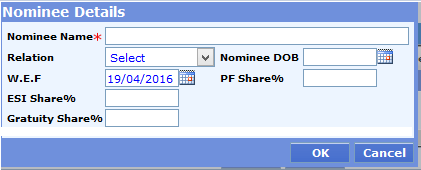 Nominee Details
Nominee Name*
Relation Select Nominee DOB
W.E.F 19/04/2016 PF Share%
ESI Share%
Gratuity Share%
OK Cancel